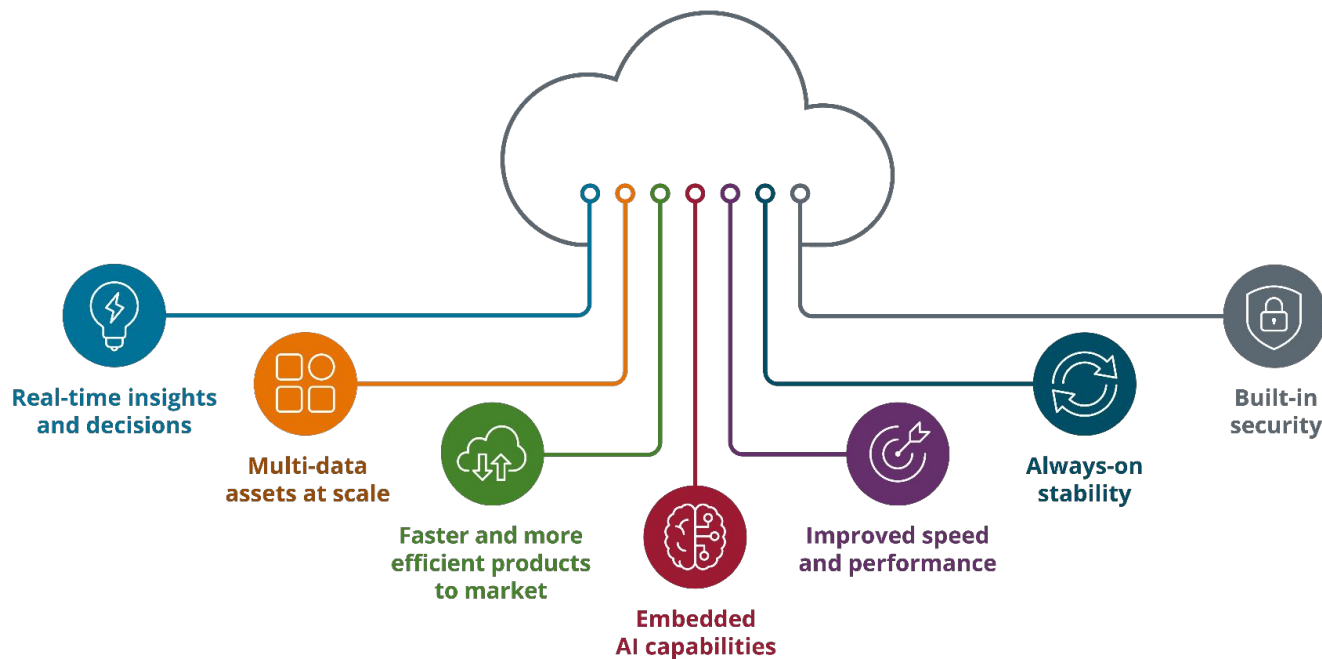 Real-time insights
and decisions
Multi-data
assets at scale
Faster and more
efficient products
to market
Embedded
AI capabilities
Improved speed
and performance
Always-on
stability
Built-in
security